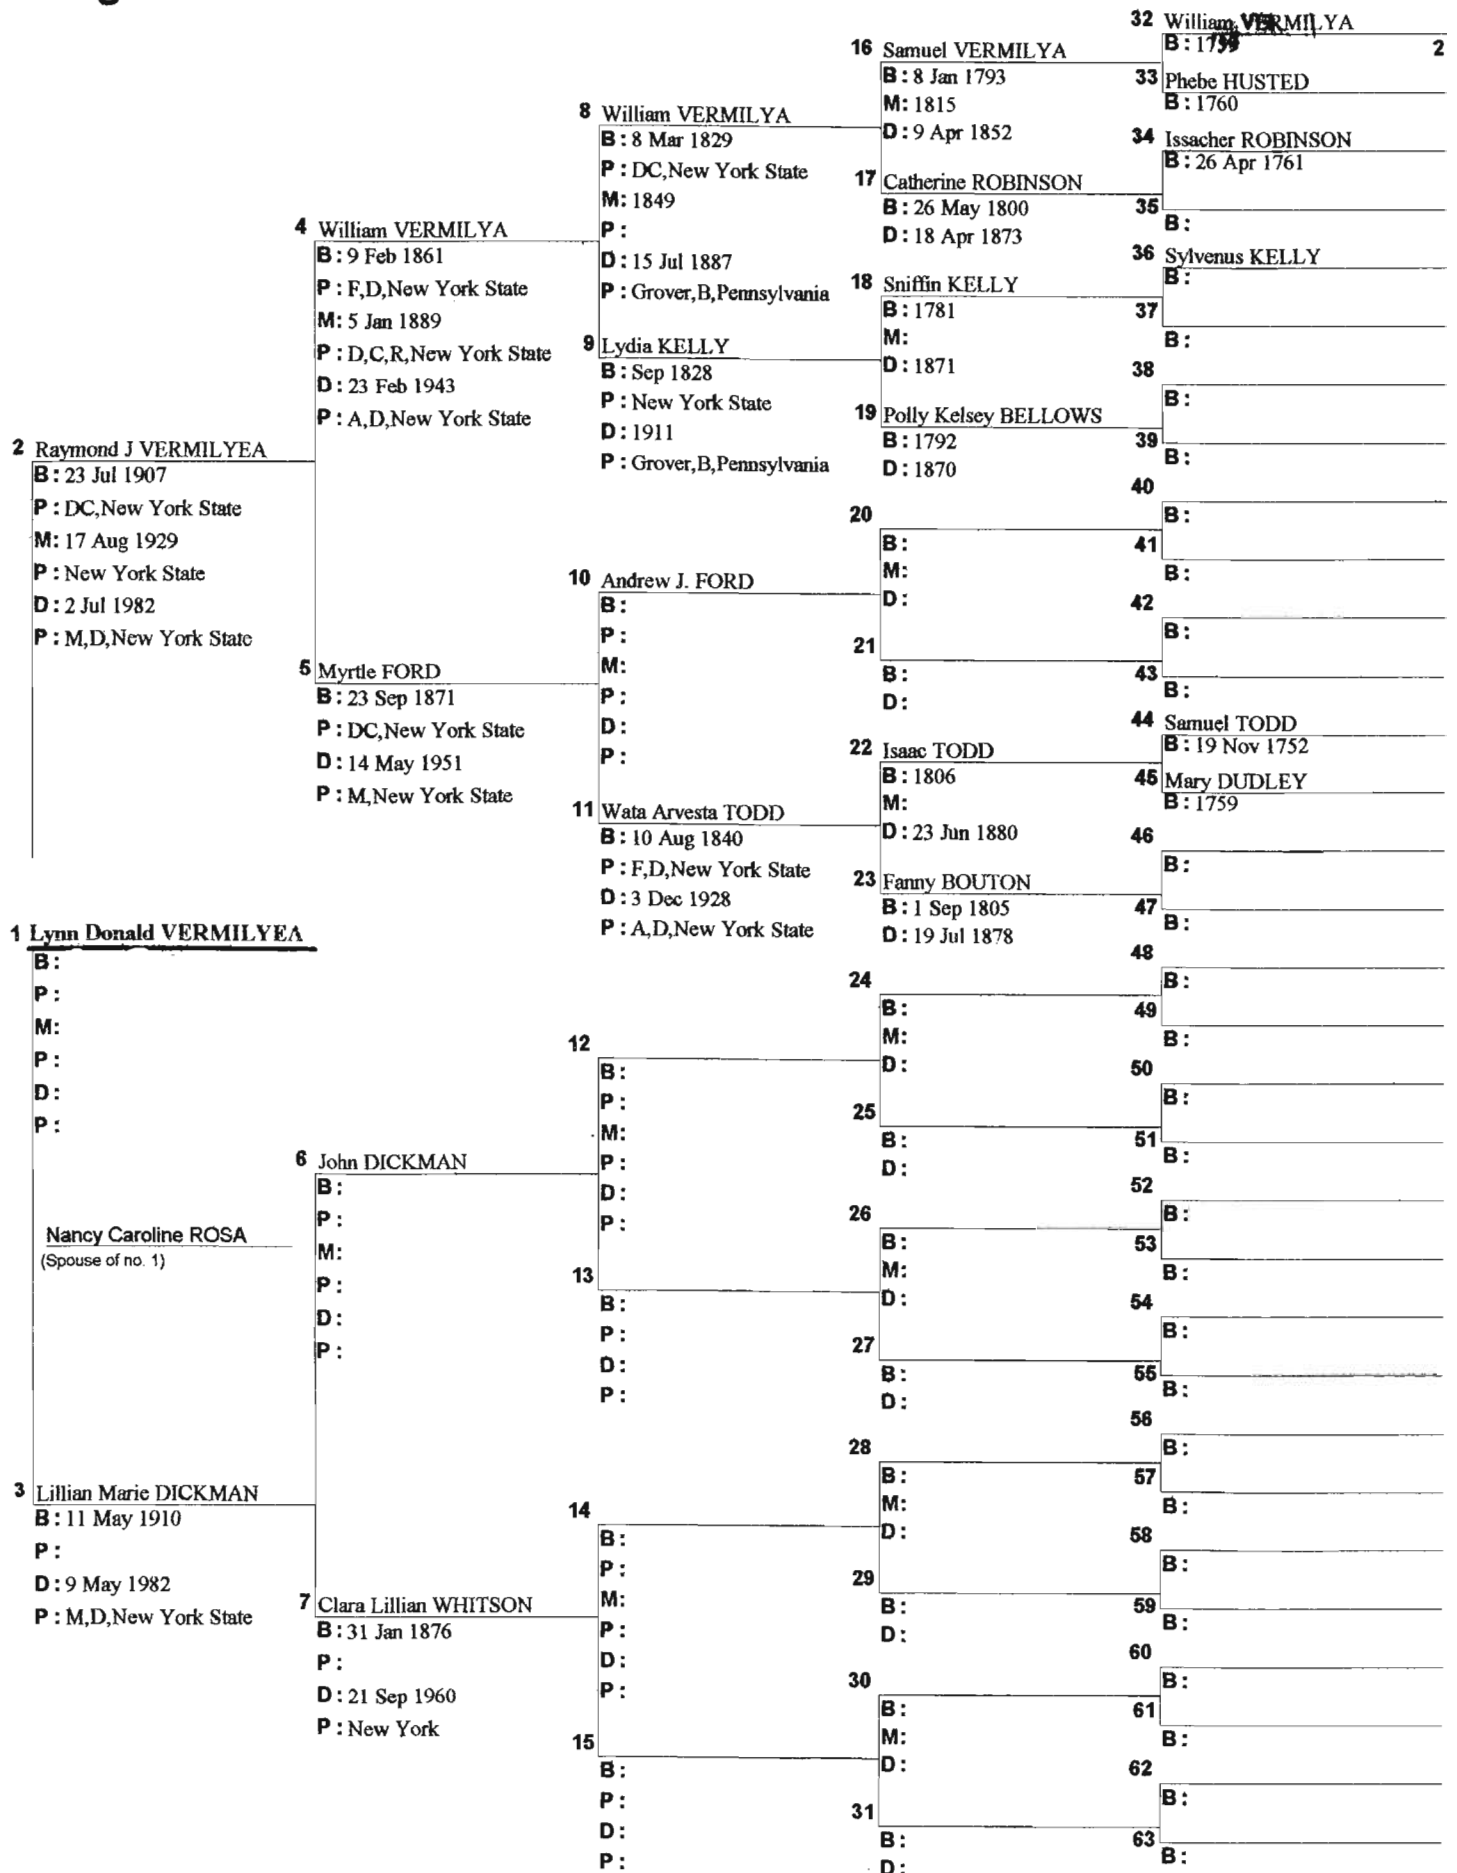 2 Raymond J VERMILYEA
B: 23 Jul 1907
P: DC,New York State
M: 17 Aug 1929
P: New York State
D: 2 Jul 1982
P: M,D,New York State
1 Lynn Donald VERMILYEA
B:
P:
M:
P:
D:
P:
Nancy Caroline ROSA
(Spouse of no. 1)
3 Lillian Marie DICKMAN
B: 11 May 1910
P:
D: 9 May 1982
P: M,D,New York State
4 William VERMILYA
B: 9 Feb 1861
P: F,D,New York State
M: 5 Jan 1889
P: D,C,R,New York State
D: 23 Feb 1943
P: A,D,New York State
5 Myrtle FORD
B: 23 Sep 1871
P: DC,New York State
D: 14 May 1951
P: M,New York State
6 John DICKMAN
B:
P:
M:
P:
D:
P:
7 Clara Lillian WHITSON
B: 31 Jan 1876
P:
D: 21 Sep 1960
P: New York
8 William VERMILYA
B: 8 Mar 1829
P: DC,New York State
M: 1849
P:
D: 15 Jul 1887
P: Grover,B,Pennsylvania
9 Lydia KELLY
B: Sep 1828
P: New York State
D: 1911
P: Grover,B,Pennsylvania
10 Andrew J. FORD
B:
P:
M:
P:
D:
P:
11 Wata Arvesta TODD
B: 10 Aug 1840
P: F,D,New York State
D: 3 Dec 1928
P: A,D,New York State
12
B:
P:
M:
P:
D:
P:
13
B:
P:
D:
P:
14
B:
P:
M:
P:
D:
P:
15
B:
P:
D:
P:
16 Samuel VERMILYA
B: 8 Jan 1793
M: 1815
D: 9 Apr 1852
17 Catherine ROBINSON
B: 26 May 1800
D: 18 Apr 1873
18 Sniffin KELLY
B: 1781
M:
D: 1871
19 Polly Kelsey BELLOWS
B: 1792
D: 1870
20
B:
M:
D:
21
B:
D:
22 Isaac TODD
B: 1806
M:
D: 23 Jun 1880
23 Fanny BOUTON
B: 1 Sep 1805
D: 19 Jul 1878
24
B:
M:
D:
25
B:
D:
26
B:
M:
D:
27
B:
D:
28
B:
M:
D:
29
B:
D:
30
B:
M:
D:
31
B:
D:
32 William VERMILYA
B: 2
33 Phebe HUSTED
B: 1760
34 Issacher ROBINSON
B: 26 Apr 1761
35
B:
36 Sylvenus KELLY
B:
37
B:
38
B:
39
B:
40
B:
41
B:
42
B:
43
B:
44 Samuel TODD
B: 19 Nov 1752
45 Mary DUDLEY
B: 1759
46
B:
47
B:
48
B:
49
B:
50
B:
51
B:
52
B:
53
B:
54
B:
55
B:
56
B:
57
B:
58
B:
59
B:
60
B:
61
B:
62
B:
63
B: